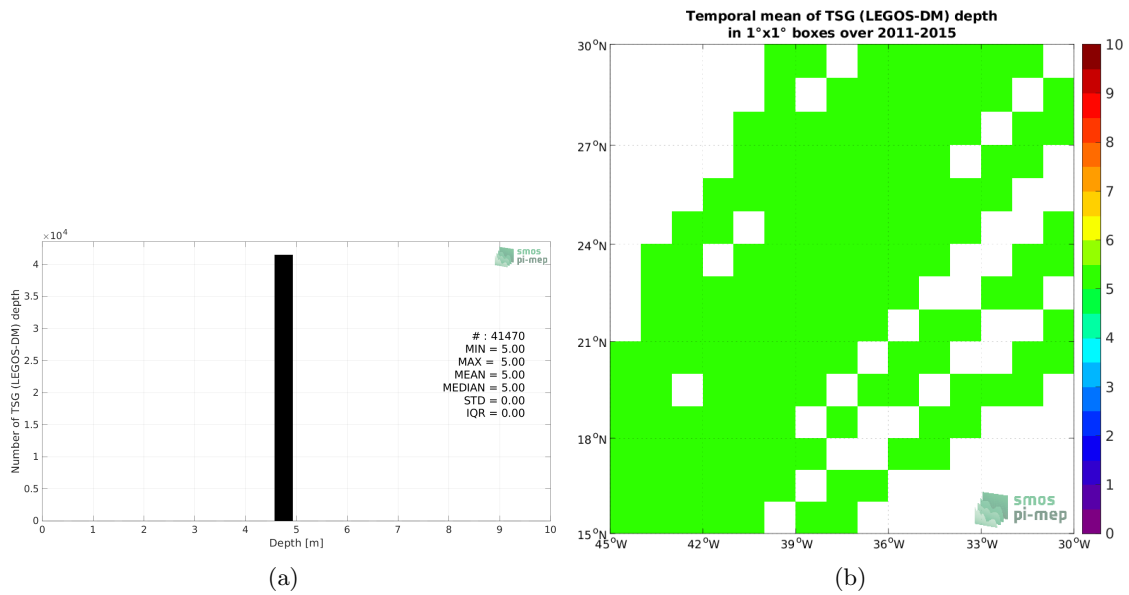 ×10⁴
4
3.5
3
2.5
2
1.5
1
0.5
0
0 1 2 3 4 5 6 7 8 9 10
Number of TSG (LEGOS-DM) depth
Depth [m]
smos
pi-mep
# : 41470
MIN = 5.00
MAX = 5.00
MEAN = 5.00
MEDIAN = 5.00
STD = 0.00
IQR = 0.00
(a)
Temporal mean of TSG (LEGOS-DM) depth
in 1°x1° boxes over 2011-2015
30°N
27°N
24°N
21°N
18°N
15°N
45°W 42°W 39°W 36°W 33°W 30°W
smos
pi-mep
10
9
8
7
6
5
4
3
2
1
0
(b)